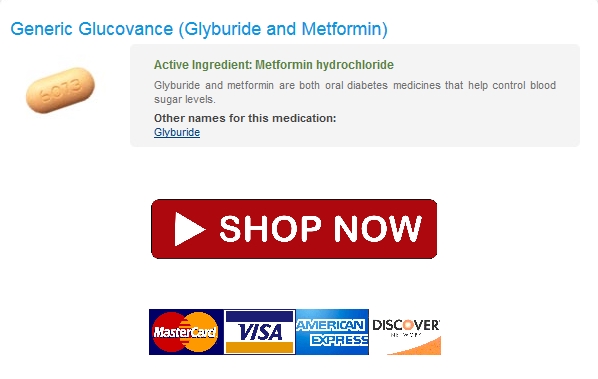 Generic Glucovance (Glyburide and Metformin)
6073
Active Ingredient: Metformin hydrochloride
Glyburide and metformin are both oral diabetes medicines that help control blood
sugar levels.
Other names for this medication:
Glyburide
SHOP NOW
MasterCard
VISA
AMERICAN
EXPRESS
DISCOVER
NETWORK